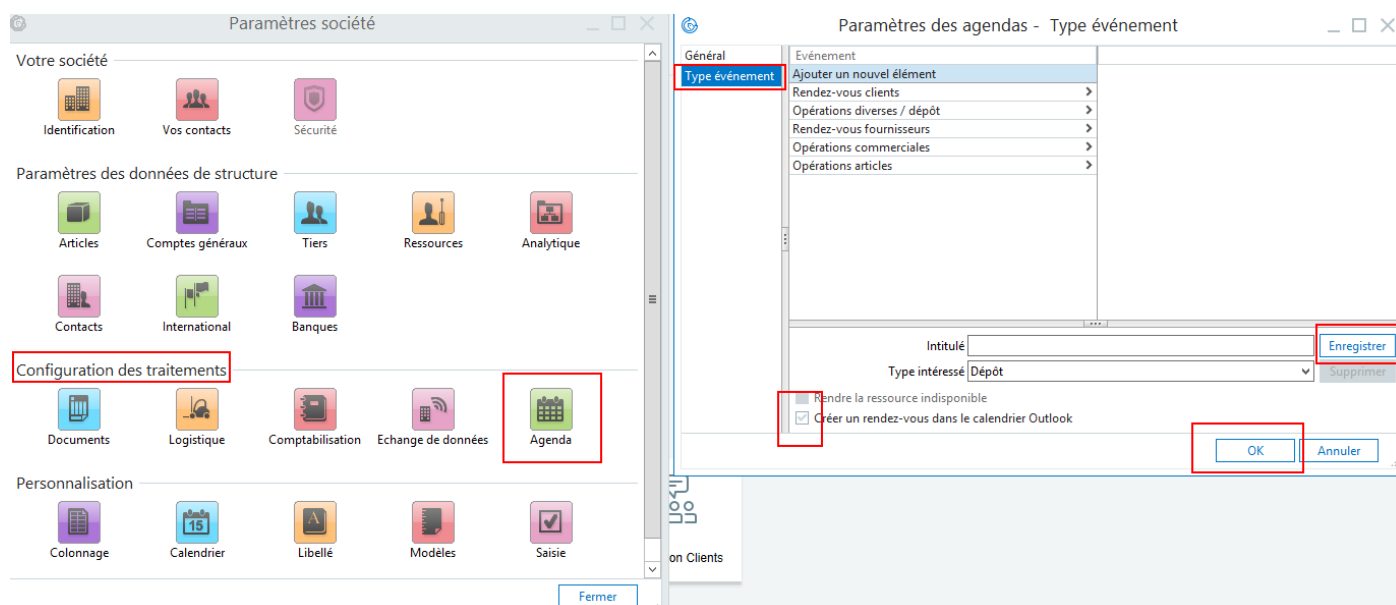 Paramètres société
Votre société
Identification
Vos contacts
Sécurité
Paramètres des données de structure
Articles
Comptes généraux
Tiers
Ressources
Analytique
Contacts
International
Banques
Configuration des traitements
Documents
Logistique
Comptabilisation
Echange de données
Agenda
Personnalisation
15
A
Colonnage
Calendrier
Libellé
Modèles
Saisie
Fermer
Paramètres des agendas - Type événement
Général
Type événement
Evénement
Ajouter un nouvel élément
Rendez-vous clients
Opérations diverses / dépôt
Rendez-vous fournisseurs
Opérations commerciales
Opérations articles
Intitulé
Enregistrer
Type intéressé Dépôt
Supprimer
Rendre la ressource indisponible
Créer un rendez-vous dans le calendrier Outlook
OK
Annuler
on Clients